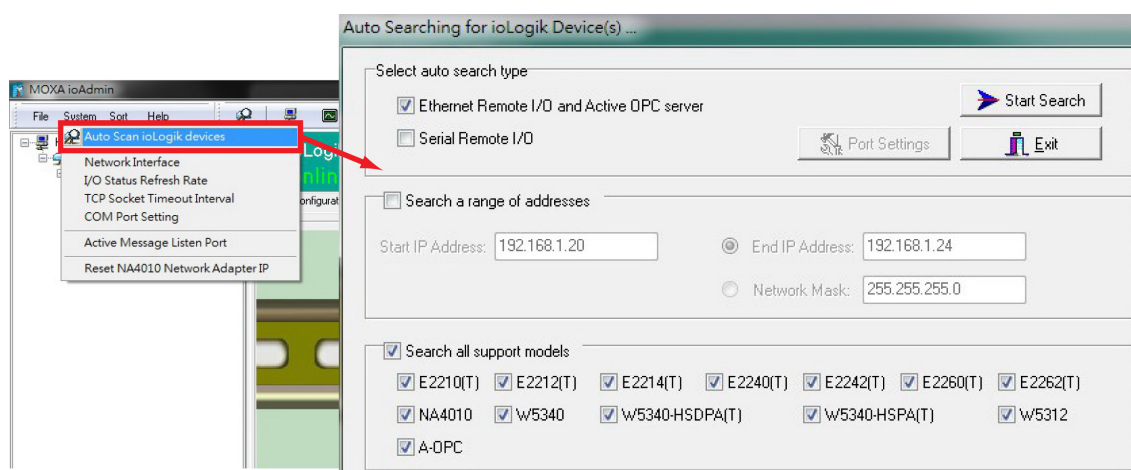 Auto Searching for ioLogik Device(s) ...
Select auto search type
Ethernet Remote I/O and Active OPC server
Start Search
Serial Remote I/O
Port Settings
Exit
Search a range of addresses
Start IP Address: 192.168.1.20
End IP Address: 192.168.1.24
Network Mask: 255.255.255.0
Search all support models
E2210(T) E2212(T) E2214(T) E2240(T) E2242(T) E2260(T) E2262(T)
NA4010 W5340 W5340-HSDPA(T) W5340-HSPA(T) W5312
A-OPC
MOXA ioAdmin
File System Sort Help
Auto Scan ioLogik devices
Network Interface
I/O Status Refresh Rate
TCP Socket Timeout Interval
COM Port Setting
Active Message Listen Port
Reset NA4010 Network Adapter IP